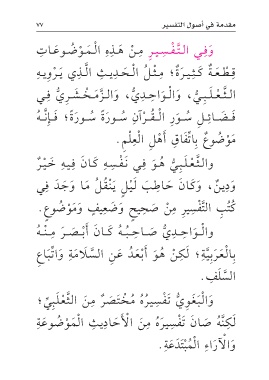 مقدمة في أصول التفسير ٧٧
وَفِي التَّفْسِيرِ مِنْ هَذِهِ الْمَوْضُوعَاتِ
قِطْعَةٌ كَثِيرَةٌ؛ مِثْلُ الْحَدِيثِ الَّذِي يَرْوِيهِ
الثَّعْلَبِيُّ، وَالْوَاحِدِيُّ، وَالزَّمَخْشَرِيُّ فِي
فَضَائِلِ سُوَرِ الْقُرْآنِ سُورَةً سُورَةً؛ فَإِنَّهُ
مَوْضُوعٌ بِاتِّفَاقِ أَهْلِ الْعِلْمِ.
والثَّعْلَبِيُّ هُوَ فِي نَفْسِهِ كَانَ فِيهِ خَيْرٌ
وَدِينٌ، وَكَانَ حَاطِبَ لَيْلٍ يَنْقُلُ مَا وَجَدَ فِي
كُتُبِ التَّفْسِيرِ مِنْ صَحِيحٍ وَضَعِيفٍ وَمَوْضُوعٍ.
والْوَاحِدِيُّ صَاحِبُهُ كَانَ أَبْصَرَ مِنْهُ
بِالْعَرَبِيَّةِ؛ لَكِنْ هُوَ أَبْعَدُ عَنِ السَّلَامَةِ وَاتِّبَاعِ
السَّلَفِ.
وَالْبَغَوِيُّ تَفْسِيرُهُ مُخْتَصَرٌ مِنَ الثَّعْلَبِيِّ؛
لَكِنَّهُ صَانَ تَفْسِيرَهُ مِنَ الْأَحَادِيثِ الْمَوْضُوعَةِ
وَالْآرَاءِ الْمُبْتَدَعَةِ.